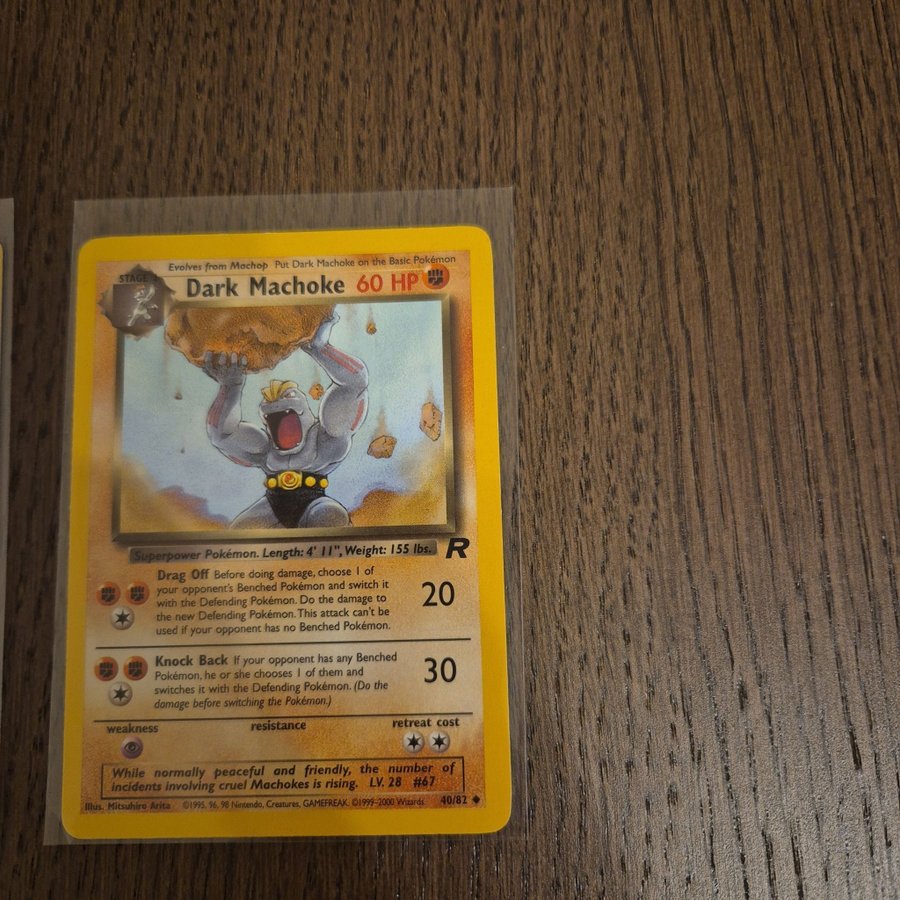 Evolves from Machop Put Dark Machoke on the Basic Pokémon
STAGE 1
Dark Machoke 60 HP
Superpower Pokémon. Length: 4' 11", Weight: 155 lbs.
R
Drag Off Before doing damage, choose 1 of
your opponent's Benched Pokémon and switch it
with the Defending Pokémon. Do the damage to
the new Defending Pokémon. This attack can't be
used if your opponent has no Benched Pokémon.
20
Knock Back If your opponent has any Benched
Pokémon, he or she chooses 1 of them and
switches it with the Defending Pokémon. (Do the
damage before switching the Pokémon.)
30
weakness resistance retreat cost
While normally peaceful and friendly, the number of
incidents involving cruel Machokes is rising. LV. 28 #67
Illus. Mitsuhiro Arita ©1995, 96, 98 Nintendo, Creatures, GAMEFREAK. ©1999-2000 Wizards. 40/82